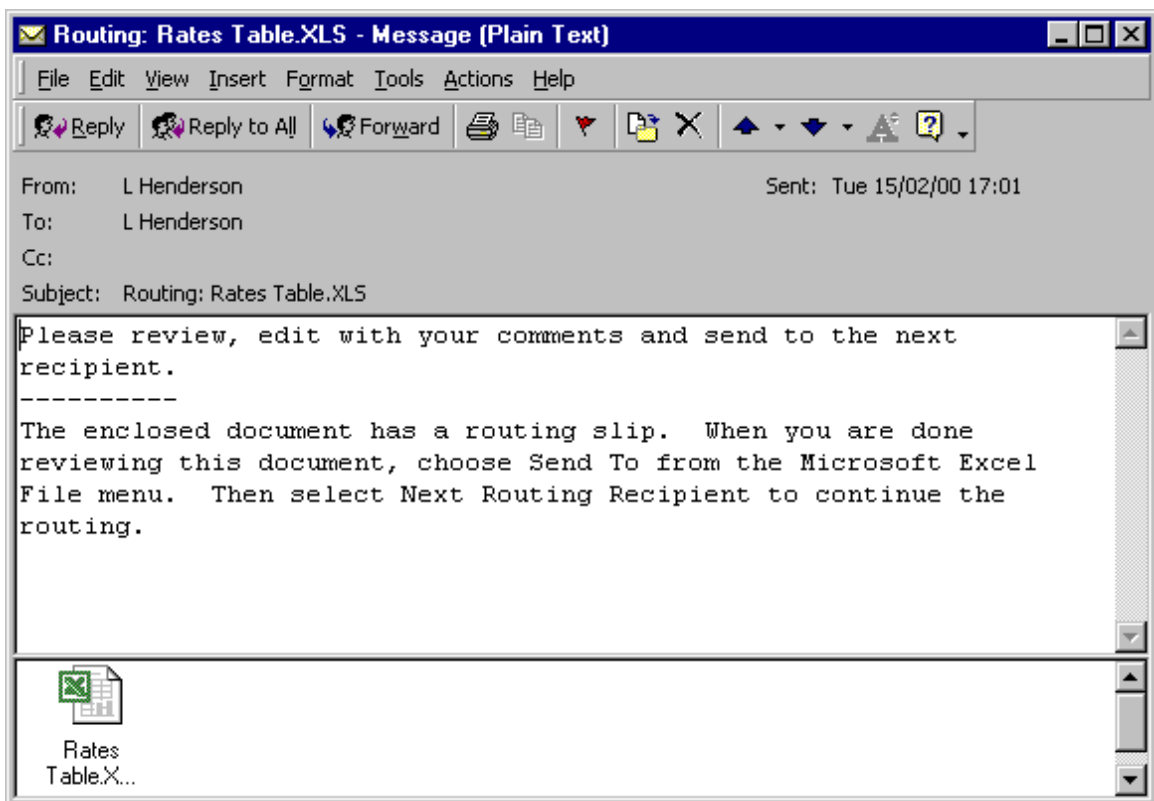 Routing: Rates Table.XLS - Message (Plain Text)
File Edit View Insert Format Tools Actions Help
Reply Reply to All Forward
From: L Henderson Sent: Tue 15/02/00 17:01
To: L Henderson
Cc:
Subject: Routing: Rates Table.XLS
Please review, edit with your comments and send to the next
recipient.
----------
The enclosed document has a routing slip.  When you are done
reviewing this document, choose Send To from the Microsoft Excel
File menu.  Then select Next Routing Recipient to continue the
routing.
Rates
Table.X...